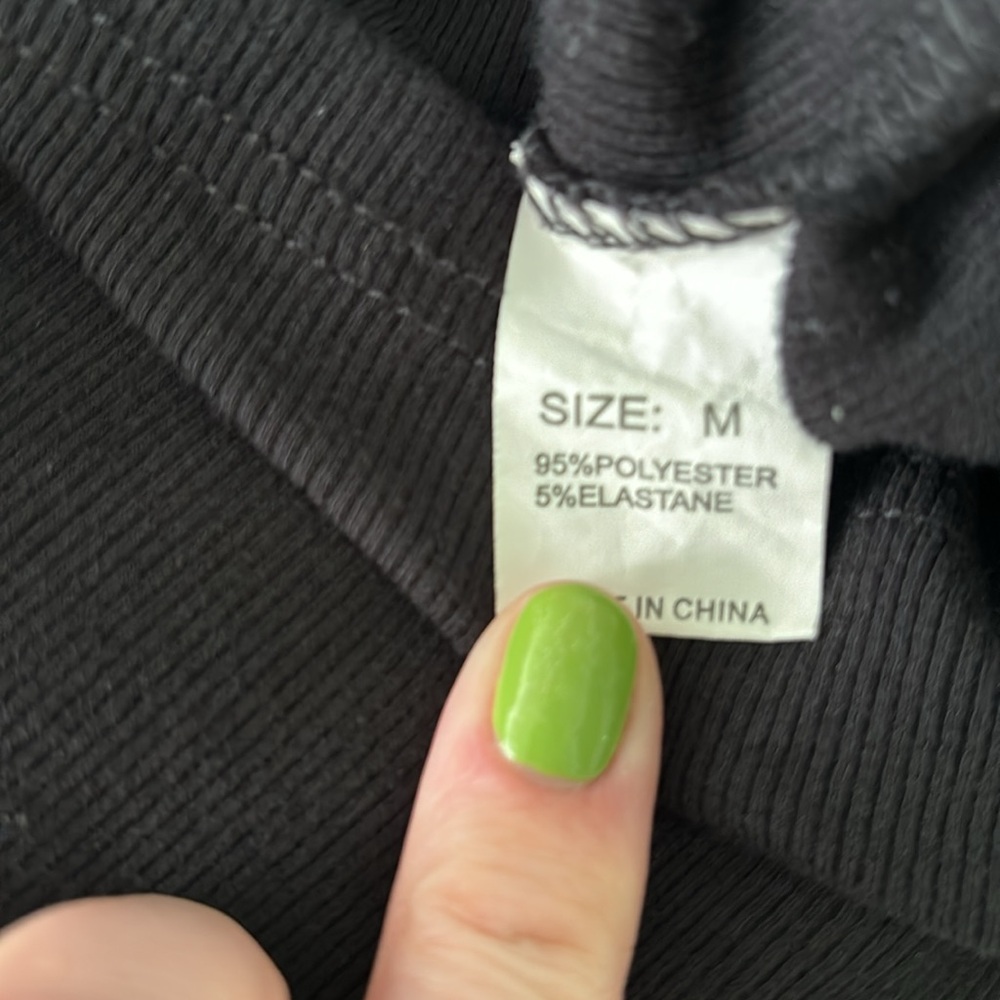 SIZE: M
95%POLYESTER
5%ELASTANE
IN CHINA